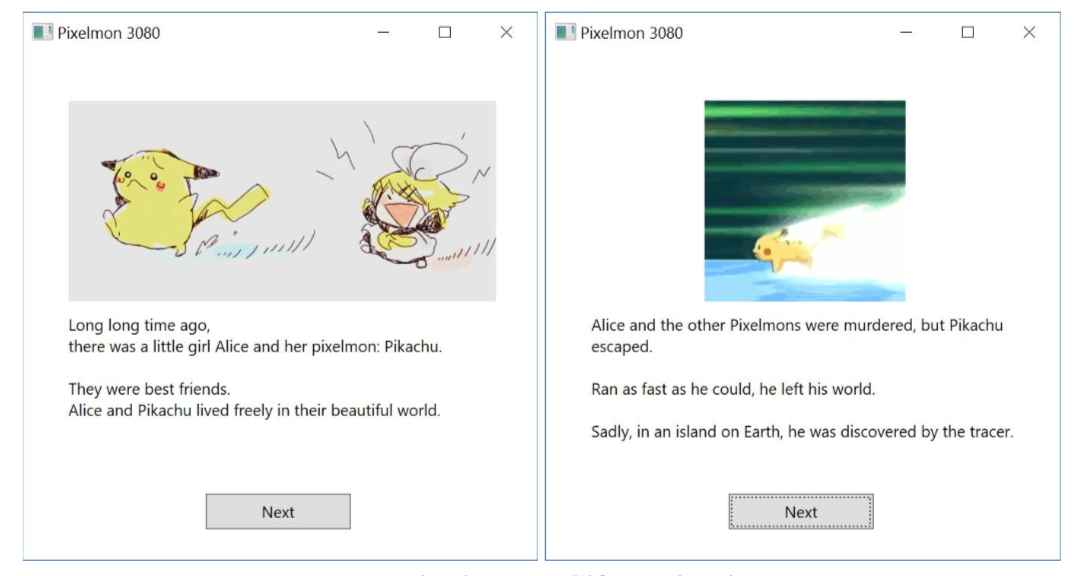 Pixelmon 3080
Long long time ago,
there was a little girl Alice and her pixelmon: Pikachu.
They were best friends.
Alice and Pikachu lived freely in their beautiful world.
Next
Pixelmon 3080
Alice and the other Pixelmons were murdered, but Pikachu
escaped.
Ran as fast as he could, he left his world.
Sadly, in an island on Earth, he was discovered by the tracer.
Next